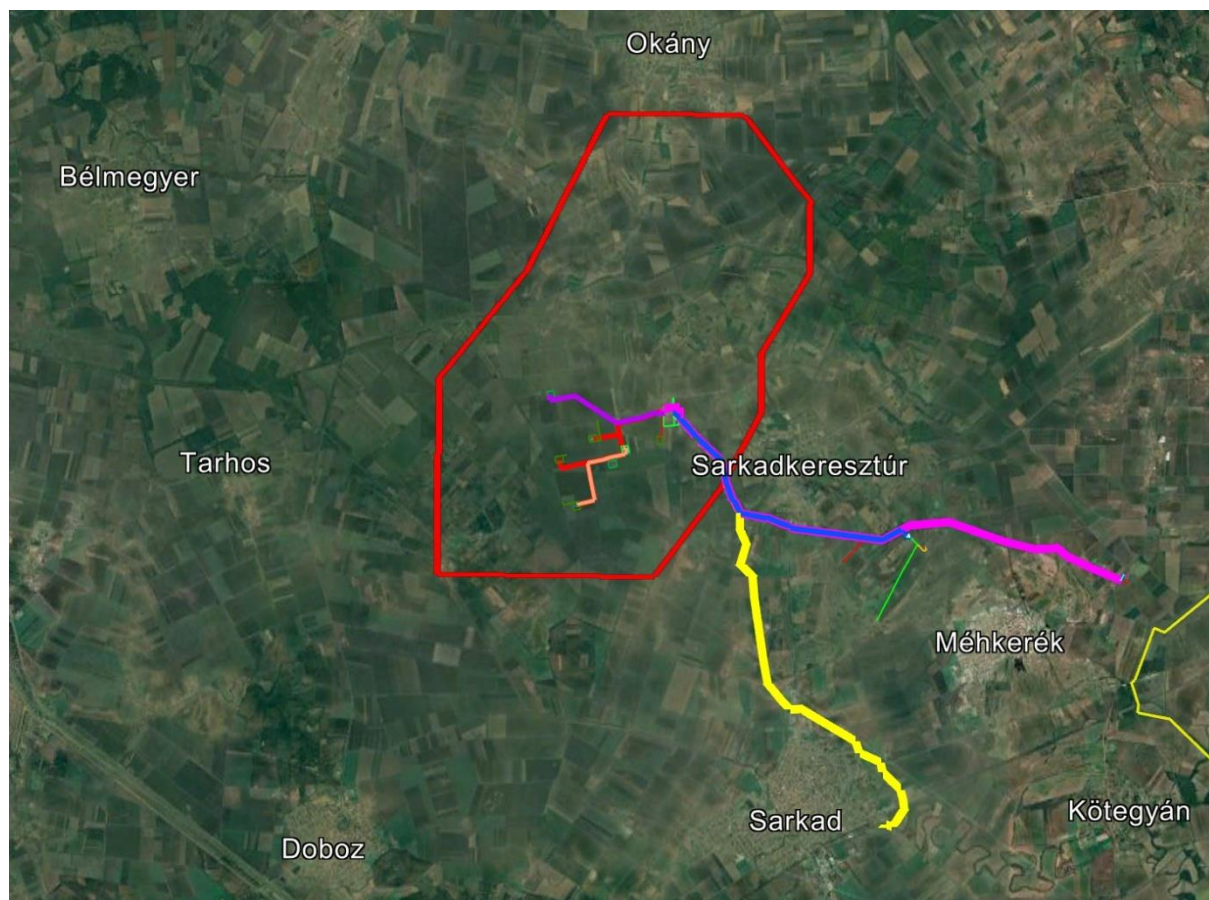 Okány
Bélmegyer
Tarhos
Sarkadkeresztúr
Méhkerék
Kötegyán
Sarkad
Doboz